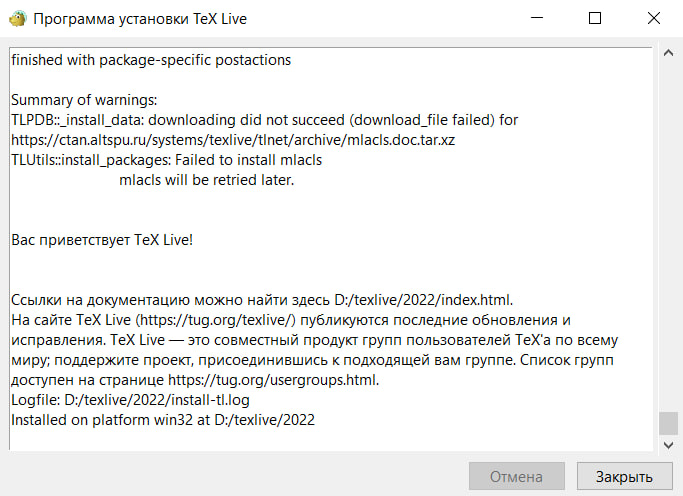 Программа установки TeX Live
finished with package-specific postactions
Summary of warnings:
TLPDB::_install_data: downloading did not succeed (download_file failed) for
https://ctan.altspu.ru/systems/texlive/tlnet/archive/mlacls.doc.tar.xz
TLUtils::install_packages: Failed to install mlacls
mlacls will be retried later.
Вас приветствует TeX Live!
Ссылки на документацию можно найти здесь D:/texlive/2022/index.html.
На сайте TeX Live (https://tug.org/texlive/) публикуются последние обновления и
исправления. TeX Live — это совместный продукт групп пользователей TeX'а по всему
миру; поддержите проект, присоединившись к подходящей вам группе. Список групп
доступен на странице https://tug.org/usergroups.html.
Logfile: D:/texlive/2022/install-tl.log
Installed on platform win32 at D:/texlive/2022
Отмена Закрыть